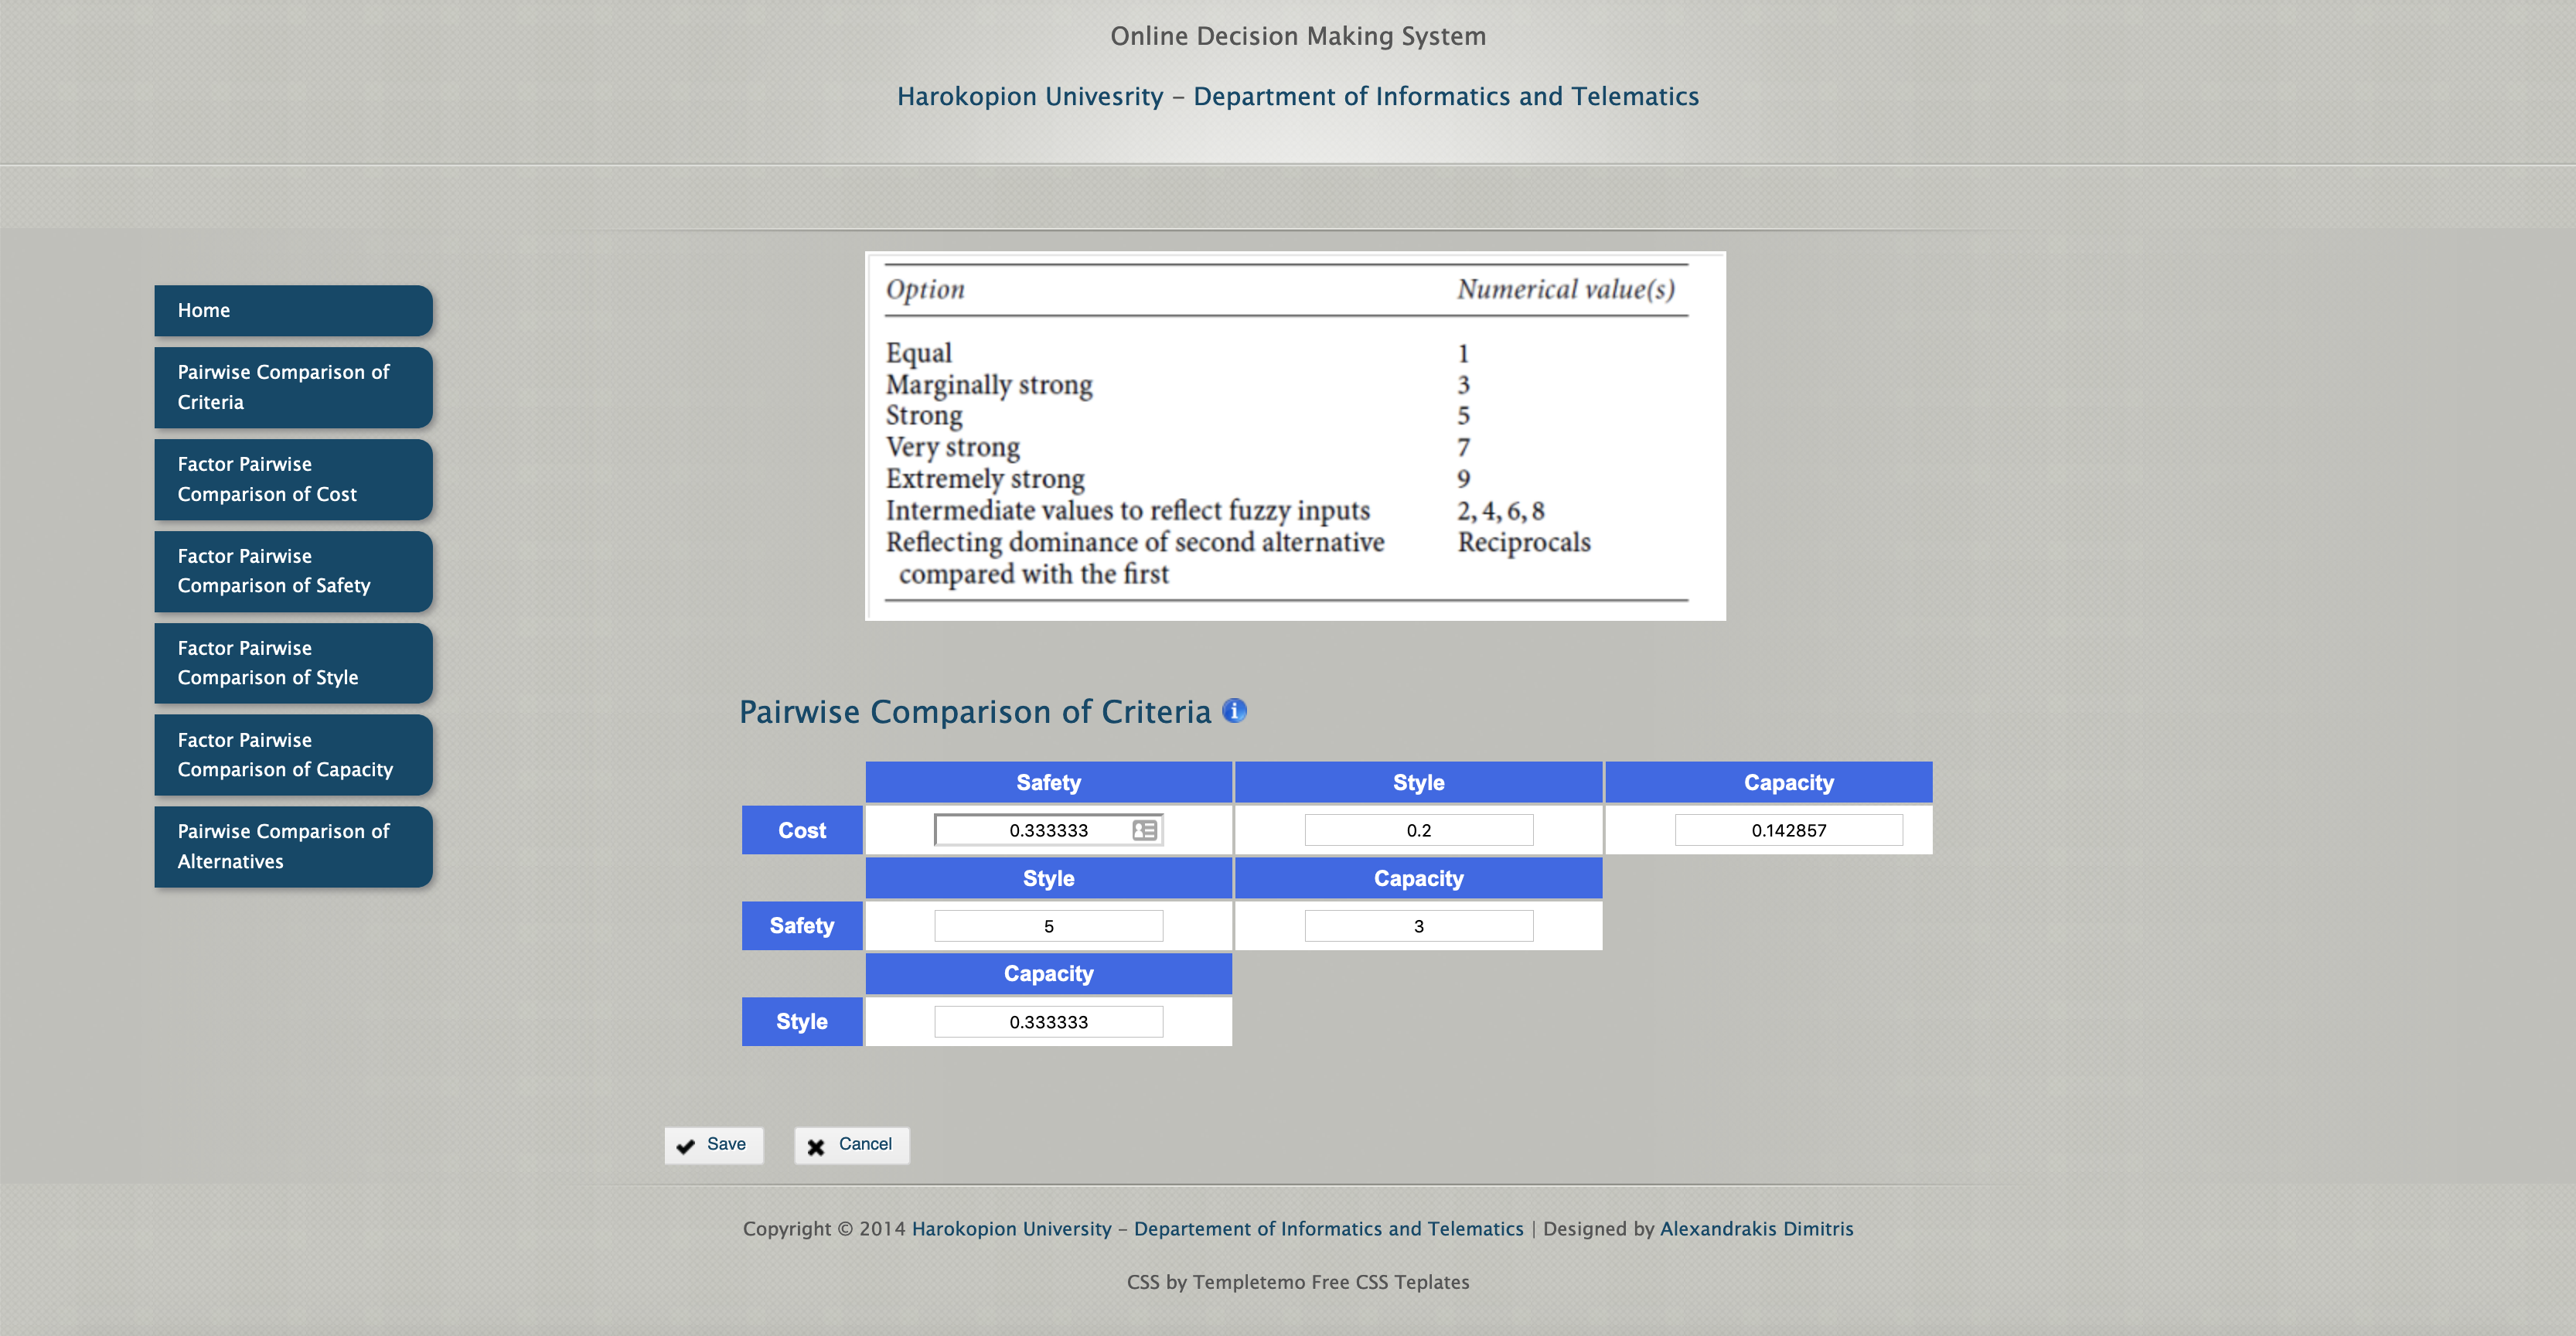 Online Decision Making System
Harokopion Univesrity – Department of Informatics and Telematics
Home
Pairwise Comparison of
Criteria
Factor Pairwise
Comparison of Cost
Factor Pairwise
Comparison of Safety
Factor Pairwise
Comparison of Style
Factor Pairwise
Comparison of Capacity
Pairwise Comparison of
Alternatives
Option Numerical value(s)
Equal 1
Marginally strong 3
Strong 5
Very strong 7
Extremely strong 9
Intermediate values to reflect fuzzy inputs 2, 4, 6, 8
Reflecting dominance of second alternative Reciprocals
compared with the first
Pairwise Comparison of Criteria
Safety Style Capacity
Cost 0.333333 0.2 0.142857
Style Capacity
Safety 5 3
Capacity
Style 0.333333
Save Cancel
Copyright © 2014 Harokopion University – Departement of Informatics and Telematics | Designed by Alexandrakis Dimitris
CSS by Templetemo Free CSS Teplates